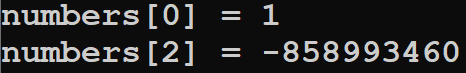 numbers[0] = 1
numbers[2] = -858993460